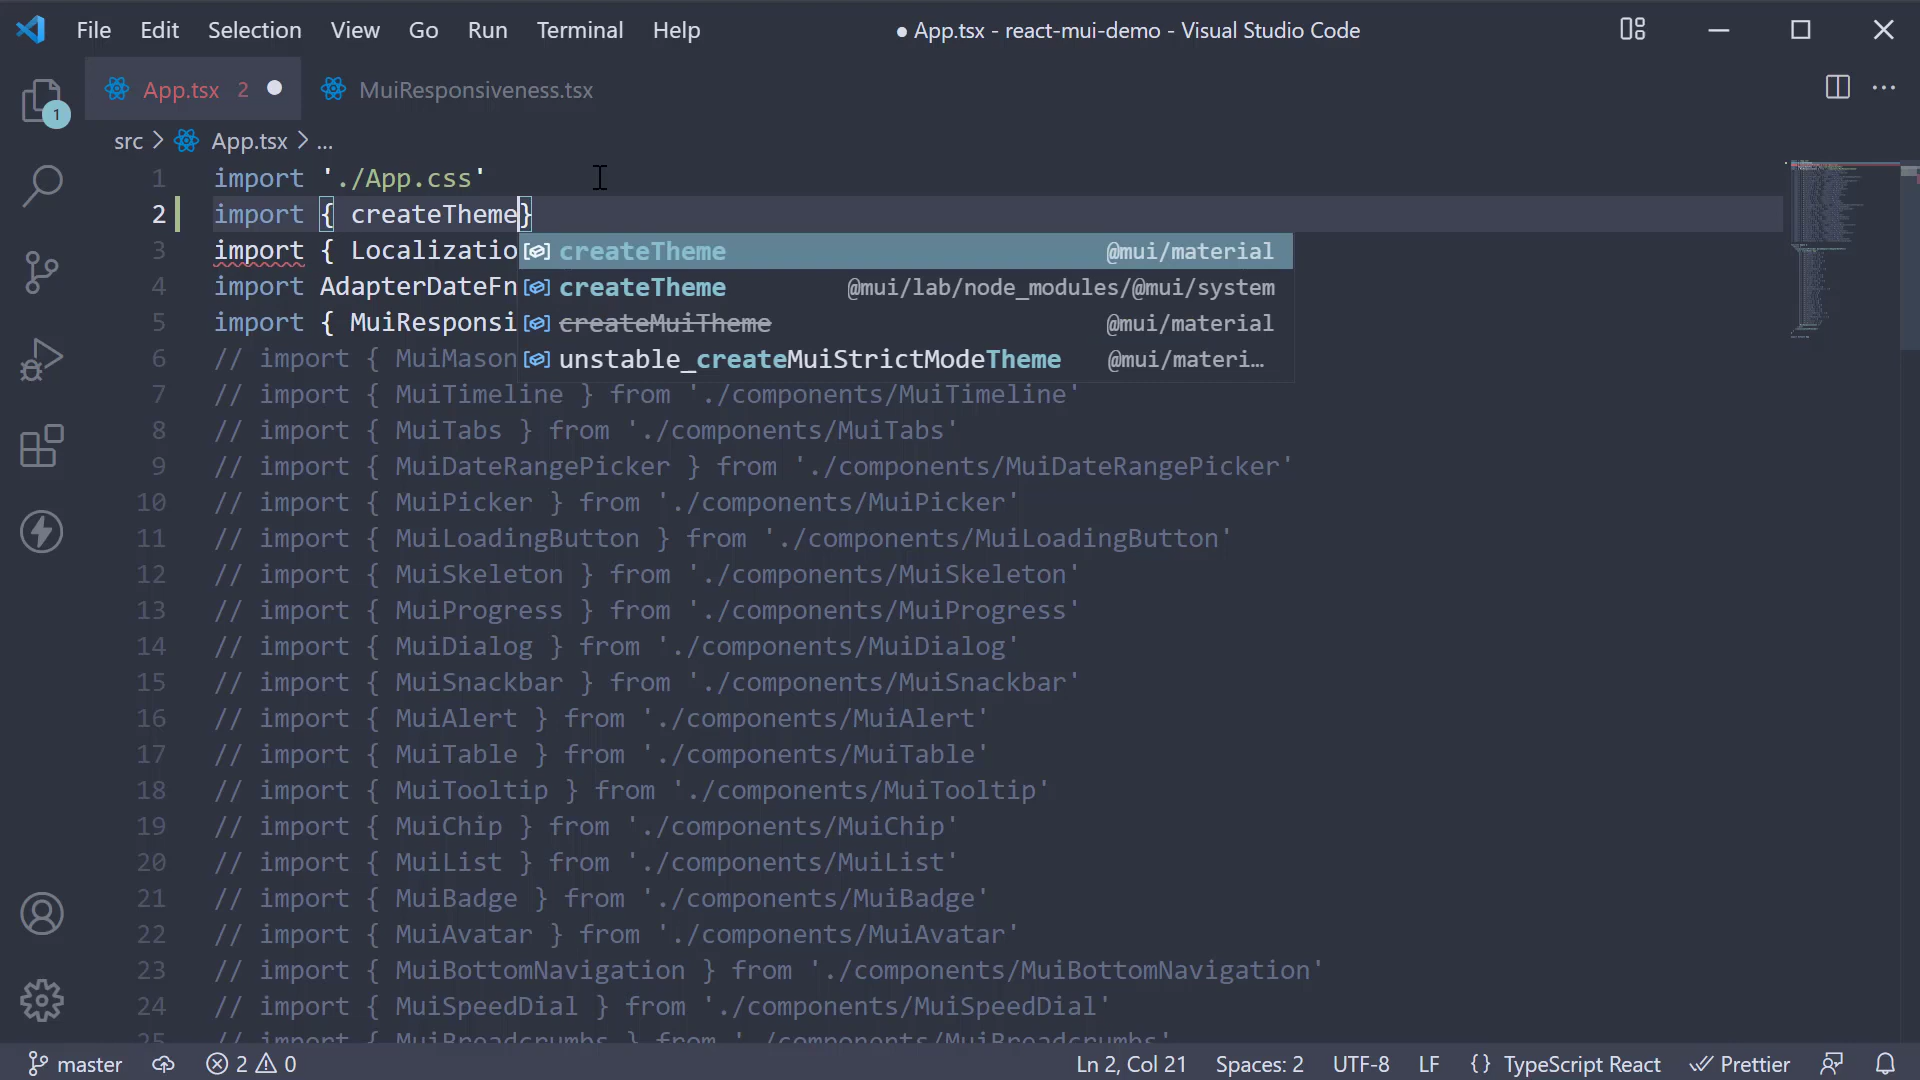 File Edit Selection View Go Run Terminal Help ● App.tsx - react-mui-demo - Visual Studio Code
App.tsx 2 ● MuiResponsiveness.tsx
1
src > App.tsx > ...
1 import './App.css'
2 import { createTheme}
3 import { Localizatio
4 import AdapterDateFn
5 import { MuiResponsi
createTheme @mui/material
createTheme @mui/lab/node_modules/@mui/system
createMuiTheme @mui/material
unstable_createMuiStrictModeTheme @mui/materi…
6 // import { MuiMason
7 // import { MuiTimeline } from './components/MuiTimeline'
8 // import { MuiTabs } from './components/MuiTabs'
9 // import { MuiDateRangePicker } from './components/MuiDateRangePicker'
10 // import { MuiPicker } from './components/MuiPicker'
11 // import { MuiLoadingButton } from './components/MuiLoadingButton'
12 // import { MuiSkeleton } from './components/MuiSkeleton'
13 // import { MuiProgress } from './components/MuiProgress'
14 // import { MuiDialog } from './components/MuiDialog'
15 // import { MuiSnackbar } from './components/MuiSnackbar'
16 // import { MuiAlert } from './components/MuiAlert'
17 // import { MuiTable } from './components/MuiTable'
18 // import { MuiTooltip } from './components/MuiTooltip'
19 // import { MuiChip } from './components/MuiChip'
20 // import { MuiList } from './components/MuiList'
21 // import { MuiBadge } from './components/MuiBadge'
22 // import { MuiAvatar } from './components/MuiAvatar'
23 // import { MuiBottomNavigation } from './components/MuiBottomNavigation'
24 // import { MuiSpeedDial } from './components/MuiSpeedDial'
25 // import { MuiBreadcrumbs } from './components/MuiBreadcrumbs'
master 2 0 Ln 2, Col 21 Spaces: 2 UTF-8 LF {} TypeScript React Prettier